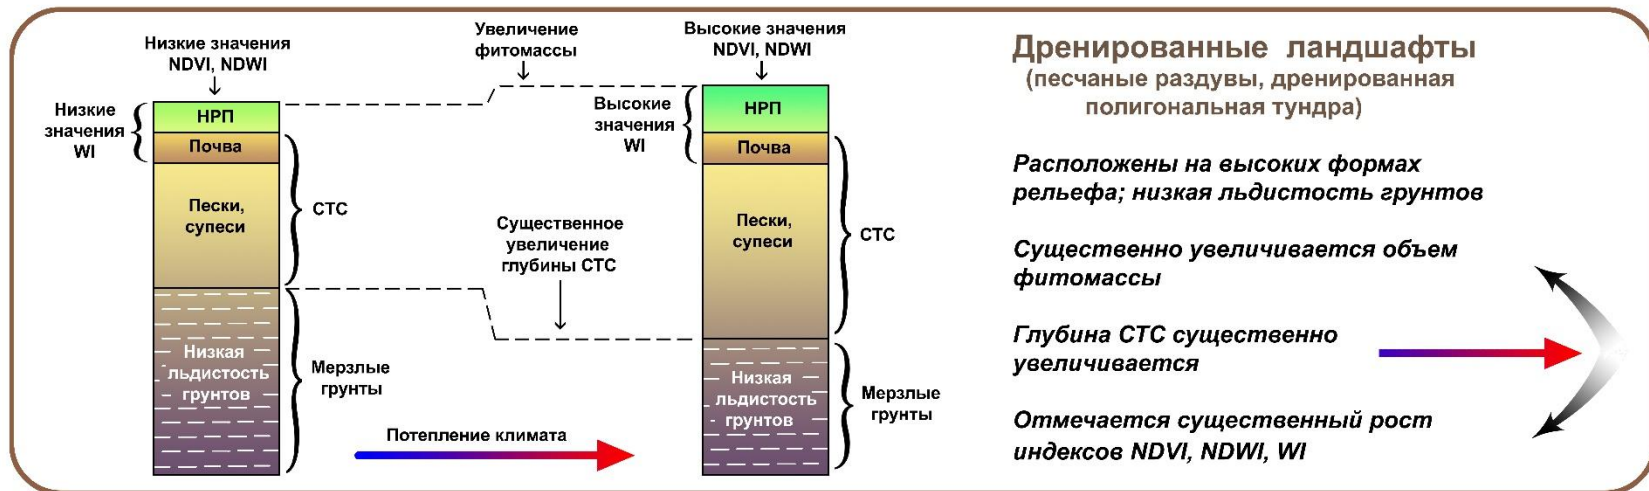 Низкие значения
NDVI, NDWI
Низкие
значения
WI
НРП
Почва
Пески,
супеси
СТС
Низкая
льдистость
грунтов
Мерзлые
грунты
Увеличение
фитомассы
Существенное
увеличение
глубины СТС
Потепление климата
Высокие значения
NDVI, NDWI
Высокие
значения
WI
НРП
Почва
Пески,
супеси
СТС
Низкая
льдистость
грунтов
Мерзлые
грунты
Дренированные ландшафты
(песчаные раздувы, дренированная
полигональная тундра)
Расположены на высоких формах
рельефа; низкая льдистость грунтов
Существенно увеличивается объем
фитомассы
Глубина СТС существенно
увеличивается
Отмечается существенный рост
индексов NDVI, NDWI, WI